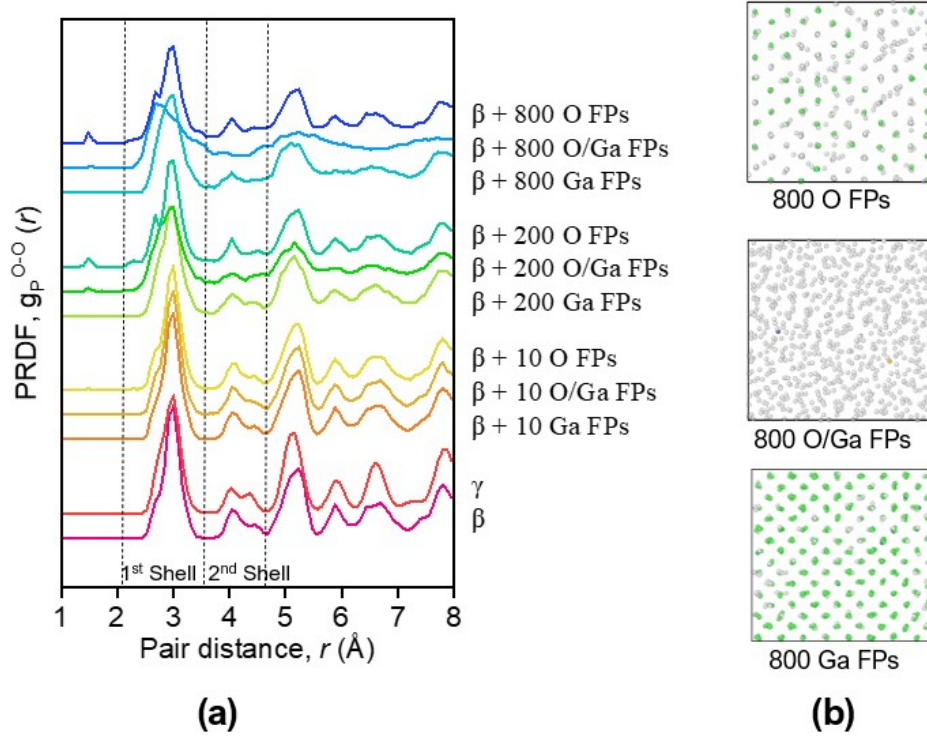 PRDF, g_P^O-O (r)
β + 800 O FPs
β + 800 O/Ga FPs
β + 800 Ga FPs
β + 200 O FPs
β + 200 O/Ga FPs
β + 200 Ga FPs
β + 10 O FPs
β + 10 O/Ga FPs
β + 10 Ga FPs
γ
β
1st Shell 2nd Shell
1 2 3 4 5 6 7 8
Pair distance, r (Å)
(a)
800 O FPs
800 O/Ga FPs
800 Ga FPs
(b)